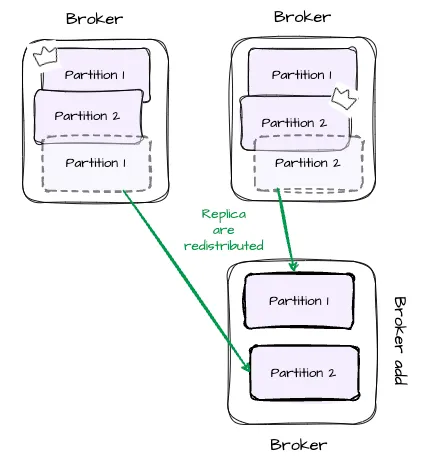 Broker
Broker
Partition 1
Partition 2
Partition 1
Partition 1
Partition 2
Partition 2
Replica
are
redistributed
Partition 1
Partition 2
Broker add
Broker